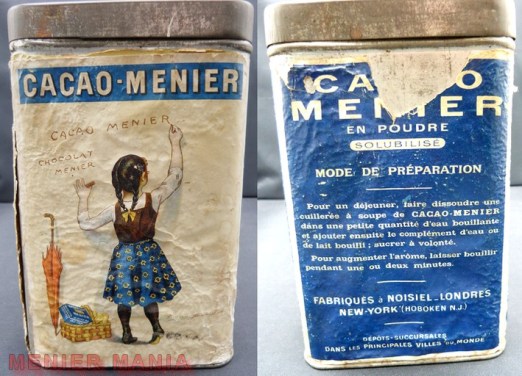 CACAO-MENIER
CACAO MENIER
CHOCOLAT
MENIER
MENIER MANIA
CACAO
MENIER
EN POUDRE
SOLUBILISÉ
MODE DE PRÉPARATION
Pour un déjeuner, faire dissoudre une
cuillerée à soupe de CACAO-MENIER
dans une petite quantité d'eau bouillante
et ajouter ensuite le complément d'eau ou
de lait bouilli; sucrer à volonté.
Pour augmenter l'arôme, laisser bouillir
pendant une ou deux minutes.
FABRIQUES à NOISIEL-LONDRES
NEW-YORK (HOBOKEN N.J.)
DÉPÔTS-SUCCURSALES
DANS LES PRINCIPALES VILLES DU MONDE